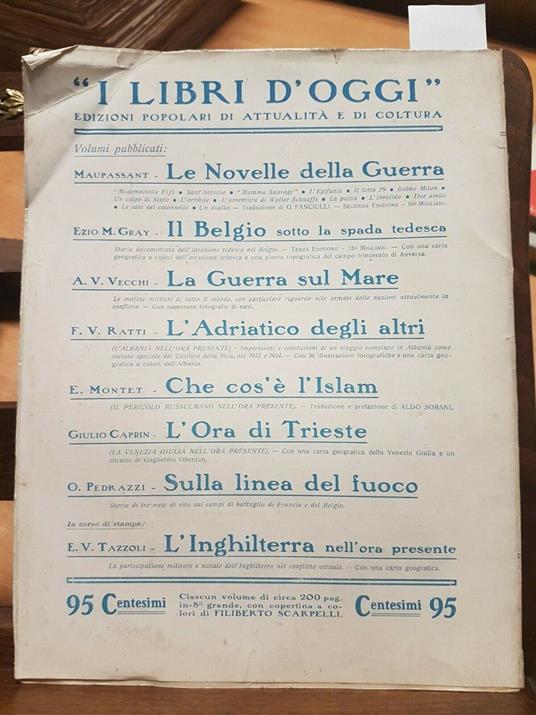 “I LIBRI D'OGGI”
EDIZIONI POPOLARI DI ATTUALITÀ E DI COLTURA
Volumi pubblicati:
MAUPASSANT - Le Novelle della Guerra
"Mademoiselle Fifì • Sant'Antonio • "Mamma Sauvage" • L'Epifania • Il letto 29 • Babbo Milon •
Un colpo di Stato • L'orribile • L'avventura di Walter Schnaffs • La pazza • L'invalido • Due amici
• Le idee del colonnello • Un duello. - Traduzione di G. FANCIULLI. - SECONDA EDIZIONE - 10º MIGLIAIO.
EZIO M. GRAY - Il Belgio sotto la spada tedesca
Storia documentata dell'invasione tedesca nel Belgio. - TERZA EDIZIONE - 15º MIGLIAIO. - Con una carta
geografica a colori dell'invasione tedesca e una pianta topografica del campo trincerato di Anversa.
A. V. VECCHI - La Guerra sul Mare
Le marine militari di tutto il mondo, con particolare riguardo alle armate delle nazioni attualmente in
conflitto. - Con numerose fotografie di navi.
F. V. RATTI - L'Adriatico degli altri
(L'ALBANIA NELL'ORA PRESENTE) - Impressioni e conclusioni di un viaggio compiuto in Albania come
inviato speciale del Corriere della Sera, nel 1913 e 1914. - Con 36 illustrazioni fotografiche e una carta geo-
grafica a colori dell'Albania.
E. MONTET - Che cos'è l'Islam
(IL PERICOLO MUSSULMANO NELL'ORA PRESENTE). - Traduzione e prefazione di ALDO SORANI.
GIULIO CAPRIN - L'Ora di Trieste
(LA VENEZIA GIULIA NELL'ORA PRESENTE). - Con una carta geografica della Venezia Giulia e un
ritratto di Guglielmo Oberdan.
O. PEDRAZZI - Sulla linea del fuoco
Storia di tre mesi di vita sui campi di battaglia di Francia e del Belgio.
In corso di stampa:
E. V. TAZZOLI - L'Inghilterra nell'ora presente
La partecipazione militare e navale dell'Inghilterra nel conflitto attuale. - Con una carta geografica.
95 Centesimi
Ciascun volume di circa 200 pag.
in-8º grande, con copertina a co-
lori di FILIBERTO SCARPELLI.
Centesimi 95